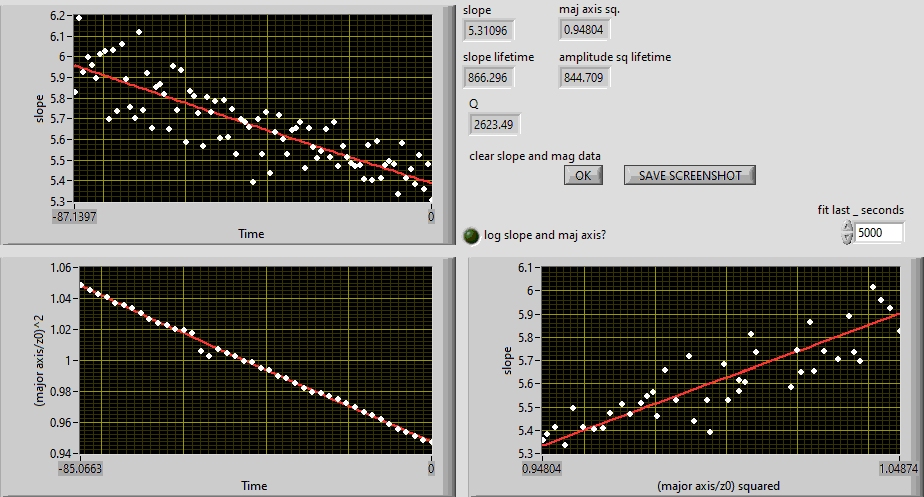 6.2
6.1
6
5.9
5.8
5.7
5.6
5.5
5.4
5.3
slope
-87.1397
0
Time
slope
maj axis sq.
5.31096
0.94804
slope lifetime
amplitude sq lifetime
866.296
844.709
Q
2623.49
clear slope and mag data
OK
SAVE SCREENSHOT
fit last _ seconds
log slope and maj axis?
5000
1.06
1.04
1.02
1
0.98
0.96
0.94
(major axis/z0)^2
-85.0663
0
Time
6.1
6
5.9
5.8
5.7
5.6
5.5
5.4
5.3
slope
0.94804
1.04874
(major axis/z0) squared